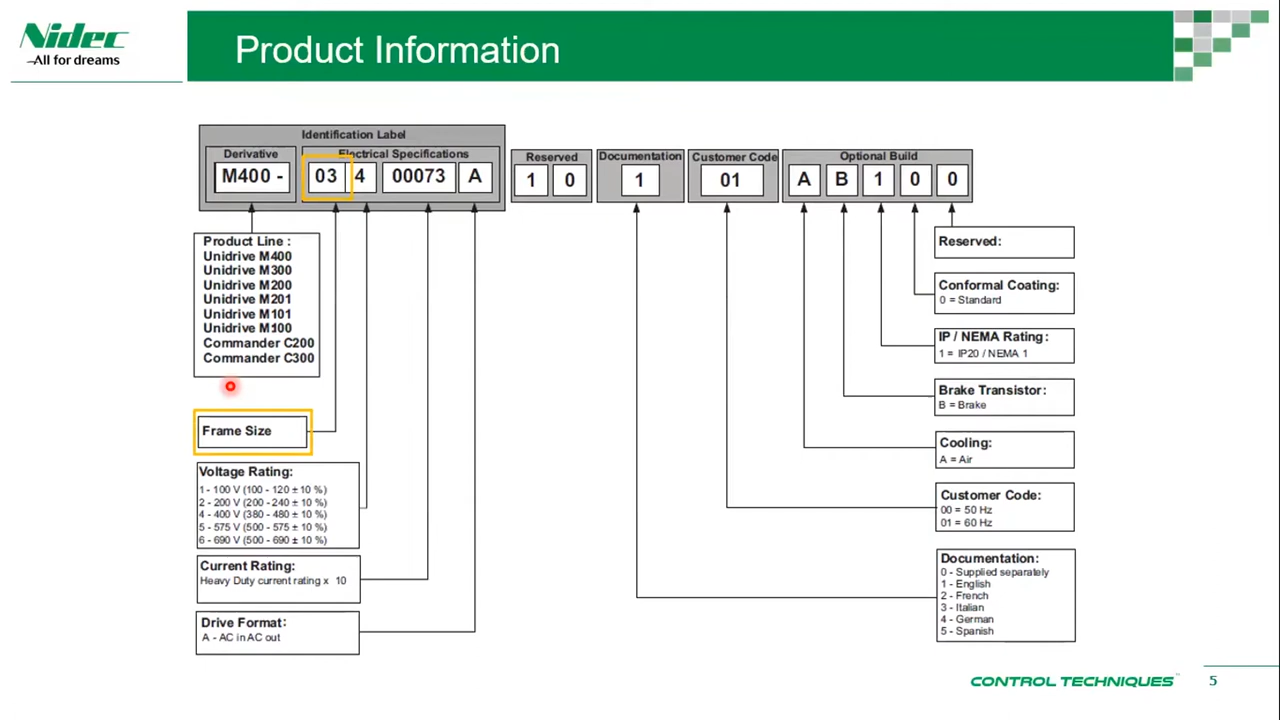 Nidec
All for dreams
Product Information
Identification Label
Derivative
Electrical Specifications
M400 -
03
4
00073
A
Reserved
1
0
Documentation
1
Customer Code
01
Optional Build
A
B
1
0
0
Product Line :
Unidrive M400
Unidrive M300
Unidrive M200
Unidrive M201
Unidrive M101
Unidrive M100
Commander C200
Commander C300
Frame Size
Voltage Rating:
1 - 100 V (100 - 120 ± 10 %)
2 - 200 V (200 - 240 ± 10 %)
4 - 400 V (380 - 480 ± 10 %)
5 - 575 V (500 - 575 ± 10 %)
6 - 690 V (500 - 690 ± 10 %)
Current Rating:
Heavy Duty current rating x 10
Drive Format:
A - AC in AC out
Reserved:
Conformal Coating:
0 = Standard
IP / NEMA Rating:
1 = IP20 / NEMA 1
Brake Transistor:
B = Brake
Cooling:
A = Air
Customer Code:
00 = 50 Hz
01 = 60 Hz
Documentation:
0 - Supplied separately
1 - English
2 - French
3 - Italian
4 - German
5 - Spanish
CONTROL TECHNIQUES™
5